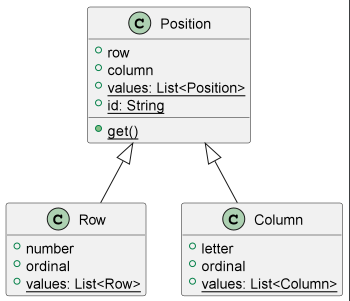 C Position
row
column
values: List<Position>
id: String
get()
C Row
number
ordinal
values: List<Row>
C Column
letter
ordinal
values: List<Column>